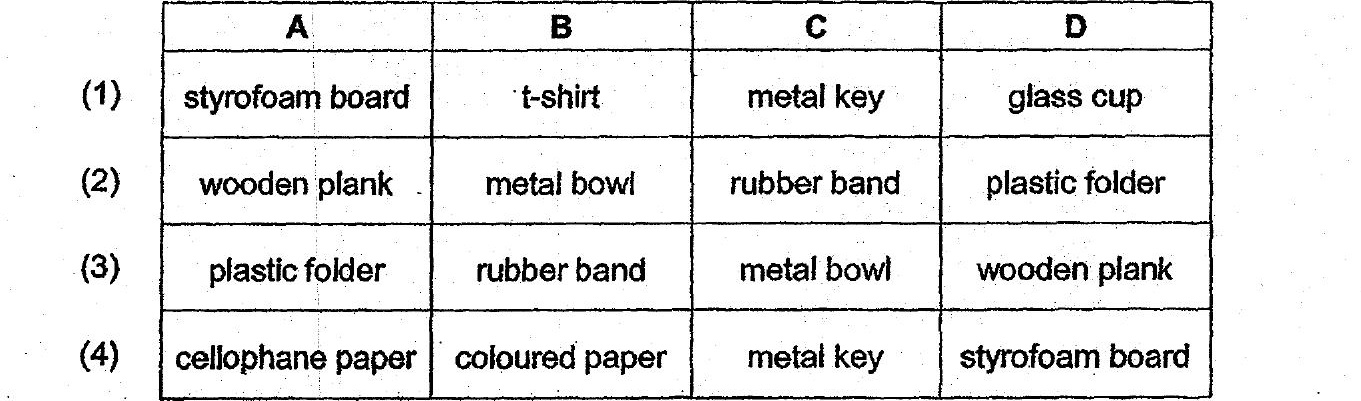 A B C D
(1) styrofoam board t-shirt metal key glass cup
(2) wooden plank metal bowl rubber band plastic folder
(3) plastic folder rubber band metal bowl wooden plank
(4) cellophane paper coloured paper metal key styrofoam board